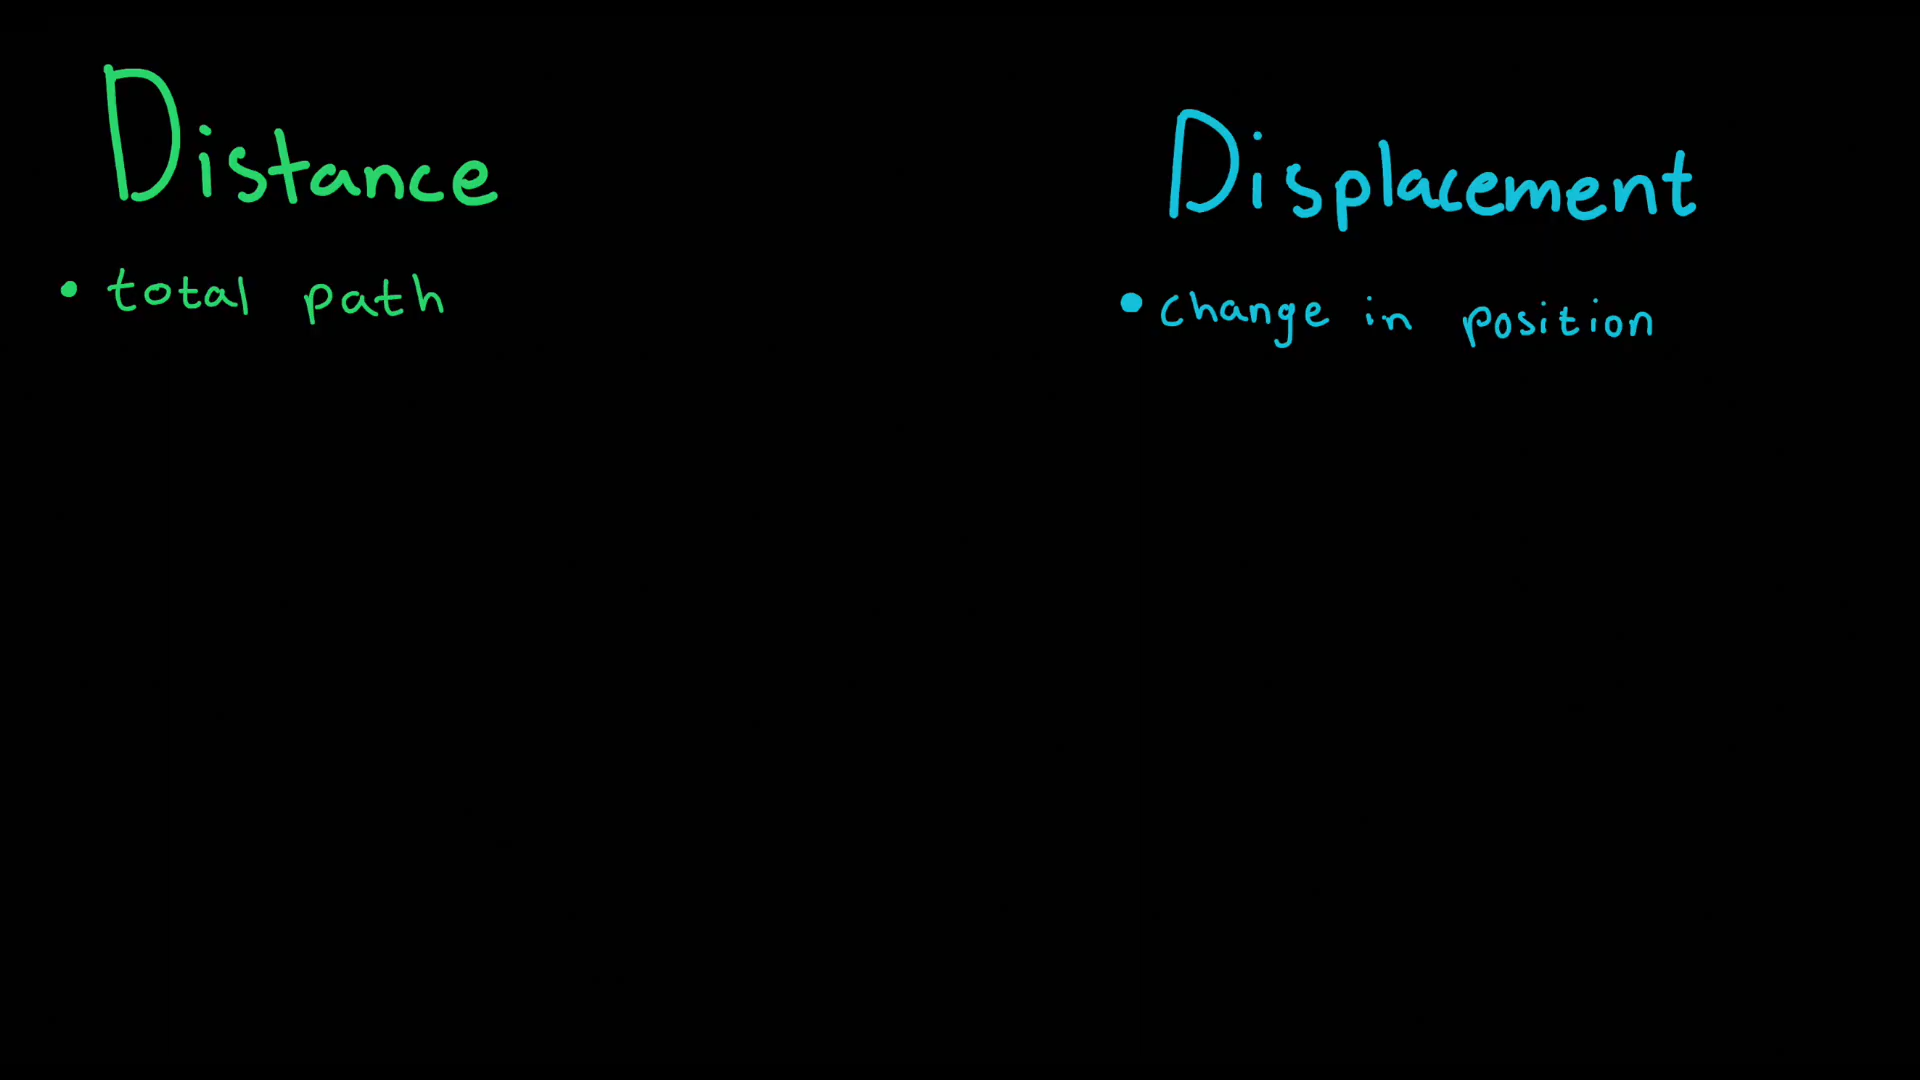 Distance
• total path
Displacement
• change in position